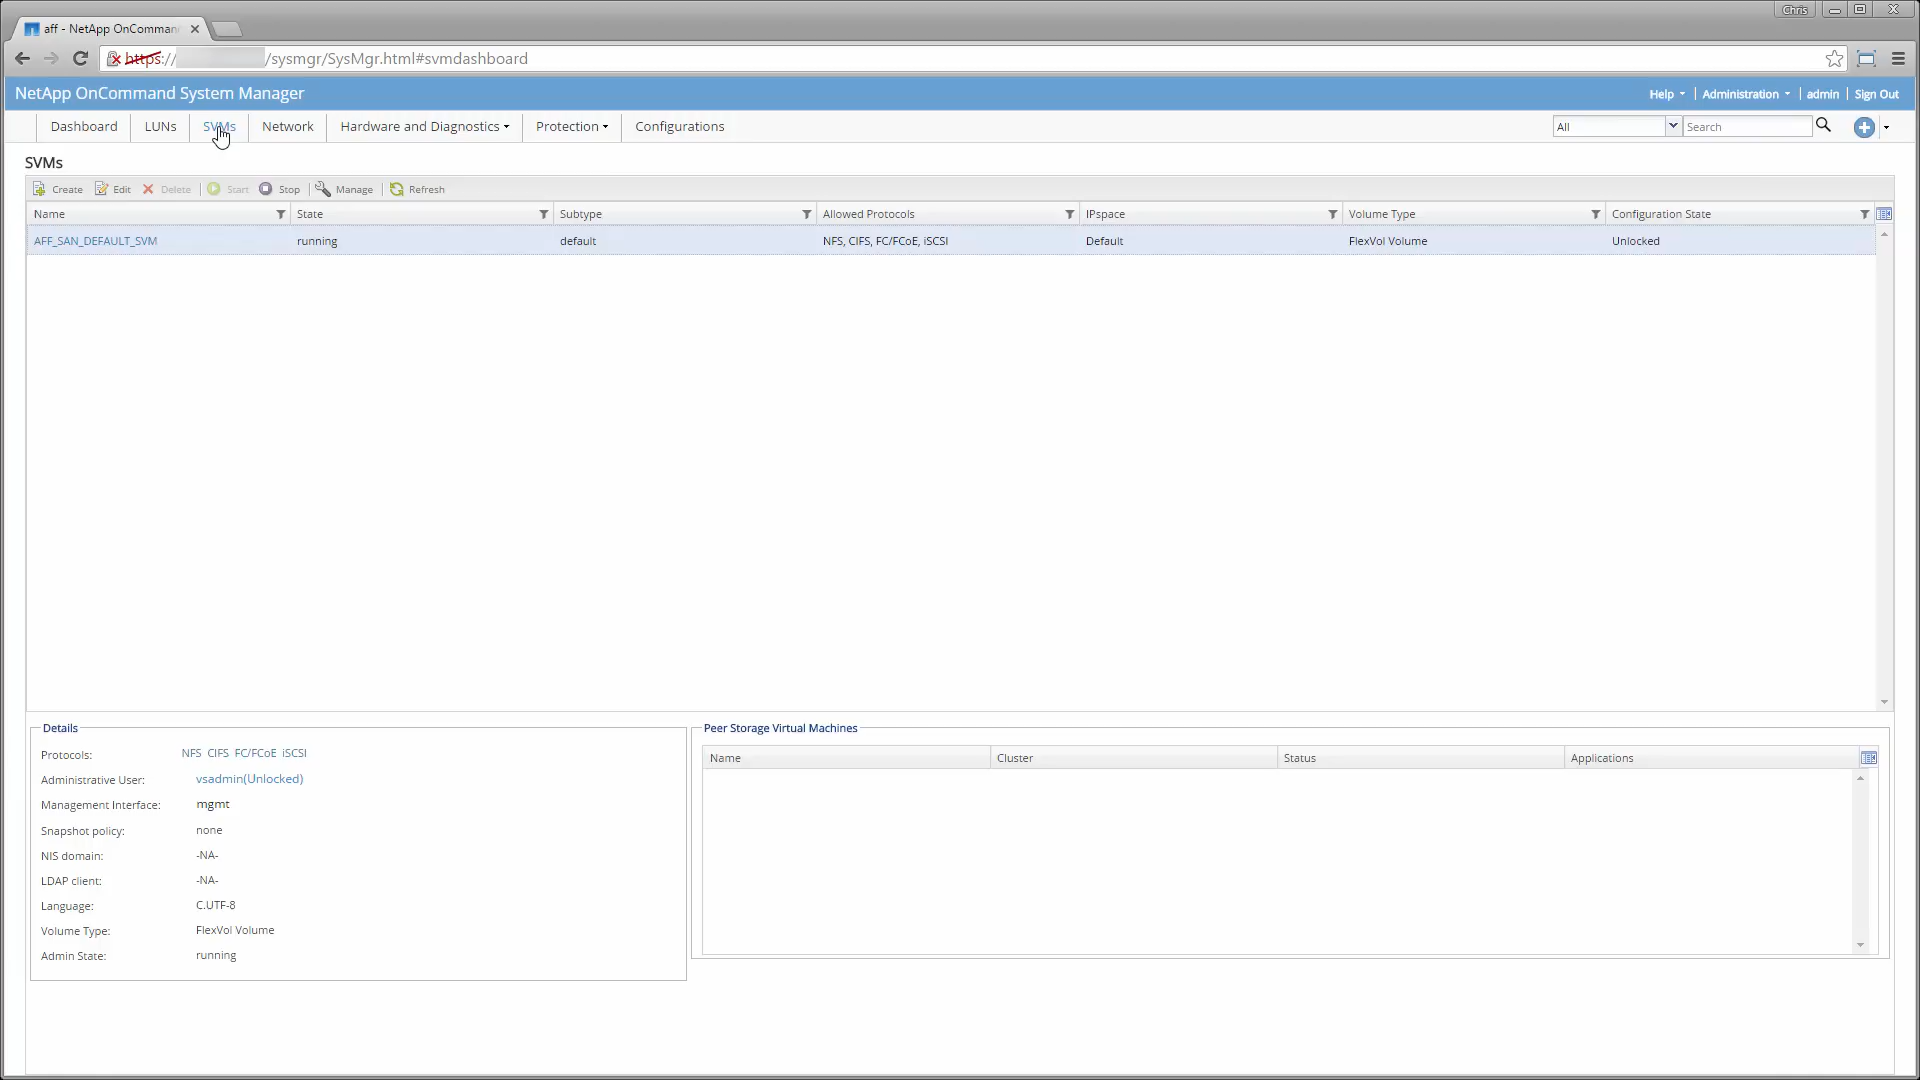 Chris
aff - NetApp OnComman
https:// /sysmgr/SysMgr.html#svmdashboard
NetApp OnCommand System Manager
Help Administration admin Sign Out
Dashboard LUNs SVMs Network Hardware and Diagnostics Protection Configurations All Search
SVMs
Create Edit Delete Start Stop Manage Refresh
Name State Subtype Allowed Protocols IPspace Volume Type Configuration State
AFF_SAN_DEFAULT_SVM running default NFS, CIFS, FC/FCoE, iSCSI Default FlexVol Volume Unlocked
Details
Protocols: NFS CIFS FC/FCoE iSCSI
Administrative User: vsadmin(Unlocked)
Management Interface: mgmt
Snapshot policy: none
NIS domain: -NA-
LDAP client: -NA-
Language: C.UTF-8
Volume Type: FlexVol Volume
Admin State: running
Peer Storage Virtual Machines
Name Cluster Status Applications